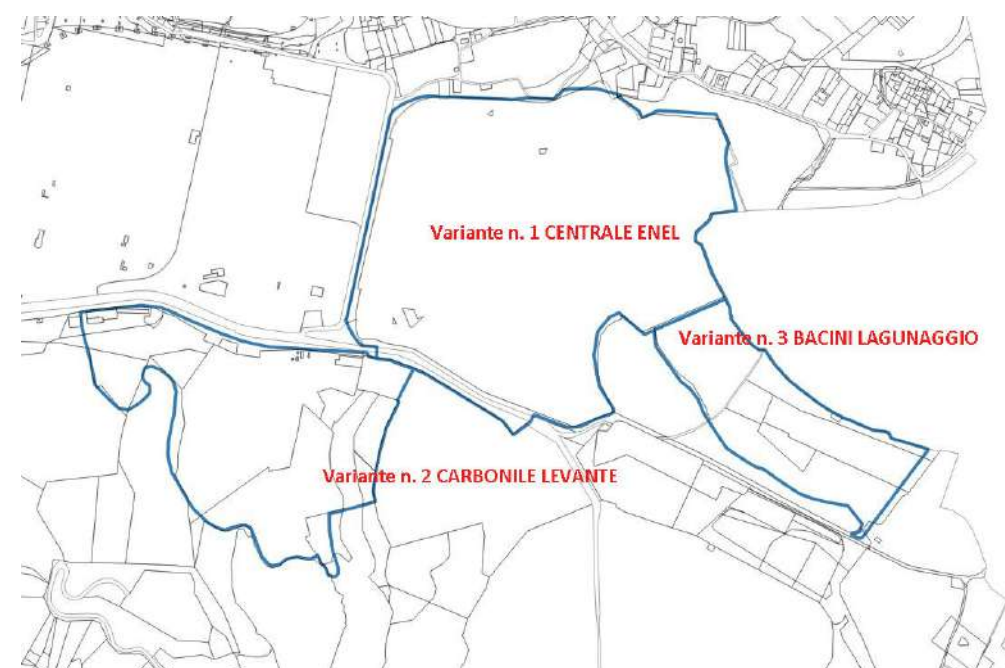 Variante n. 1 CENTRALE ENEL
Variante n. 3 BACINI LAGUNAGGIO
Variante n. 2 CARBONILE LEVANTE